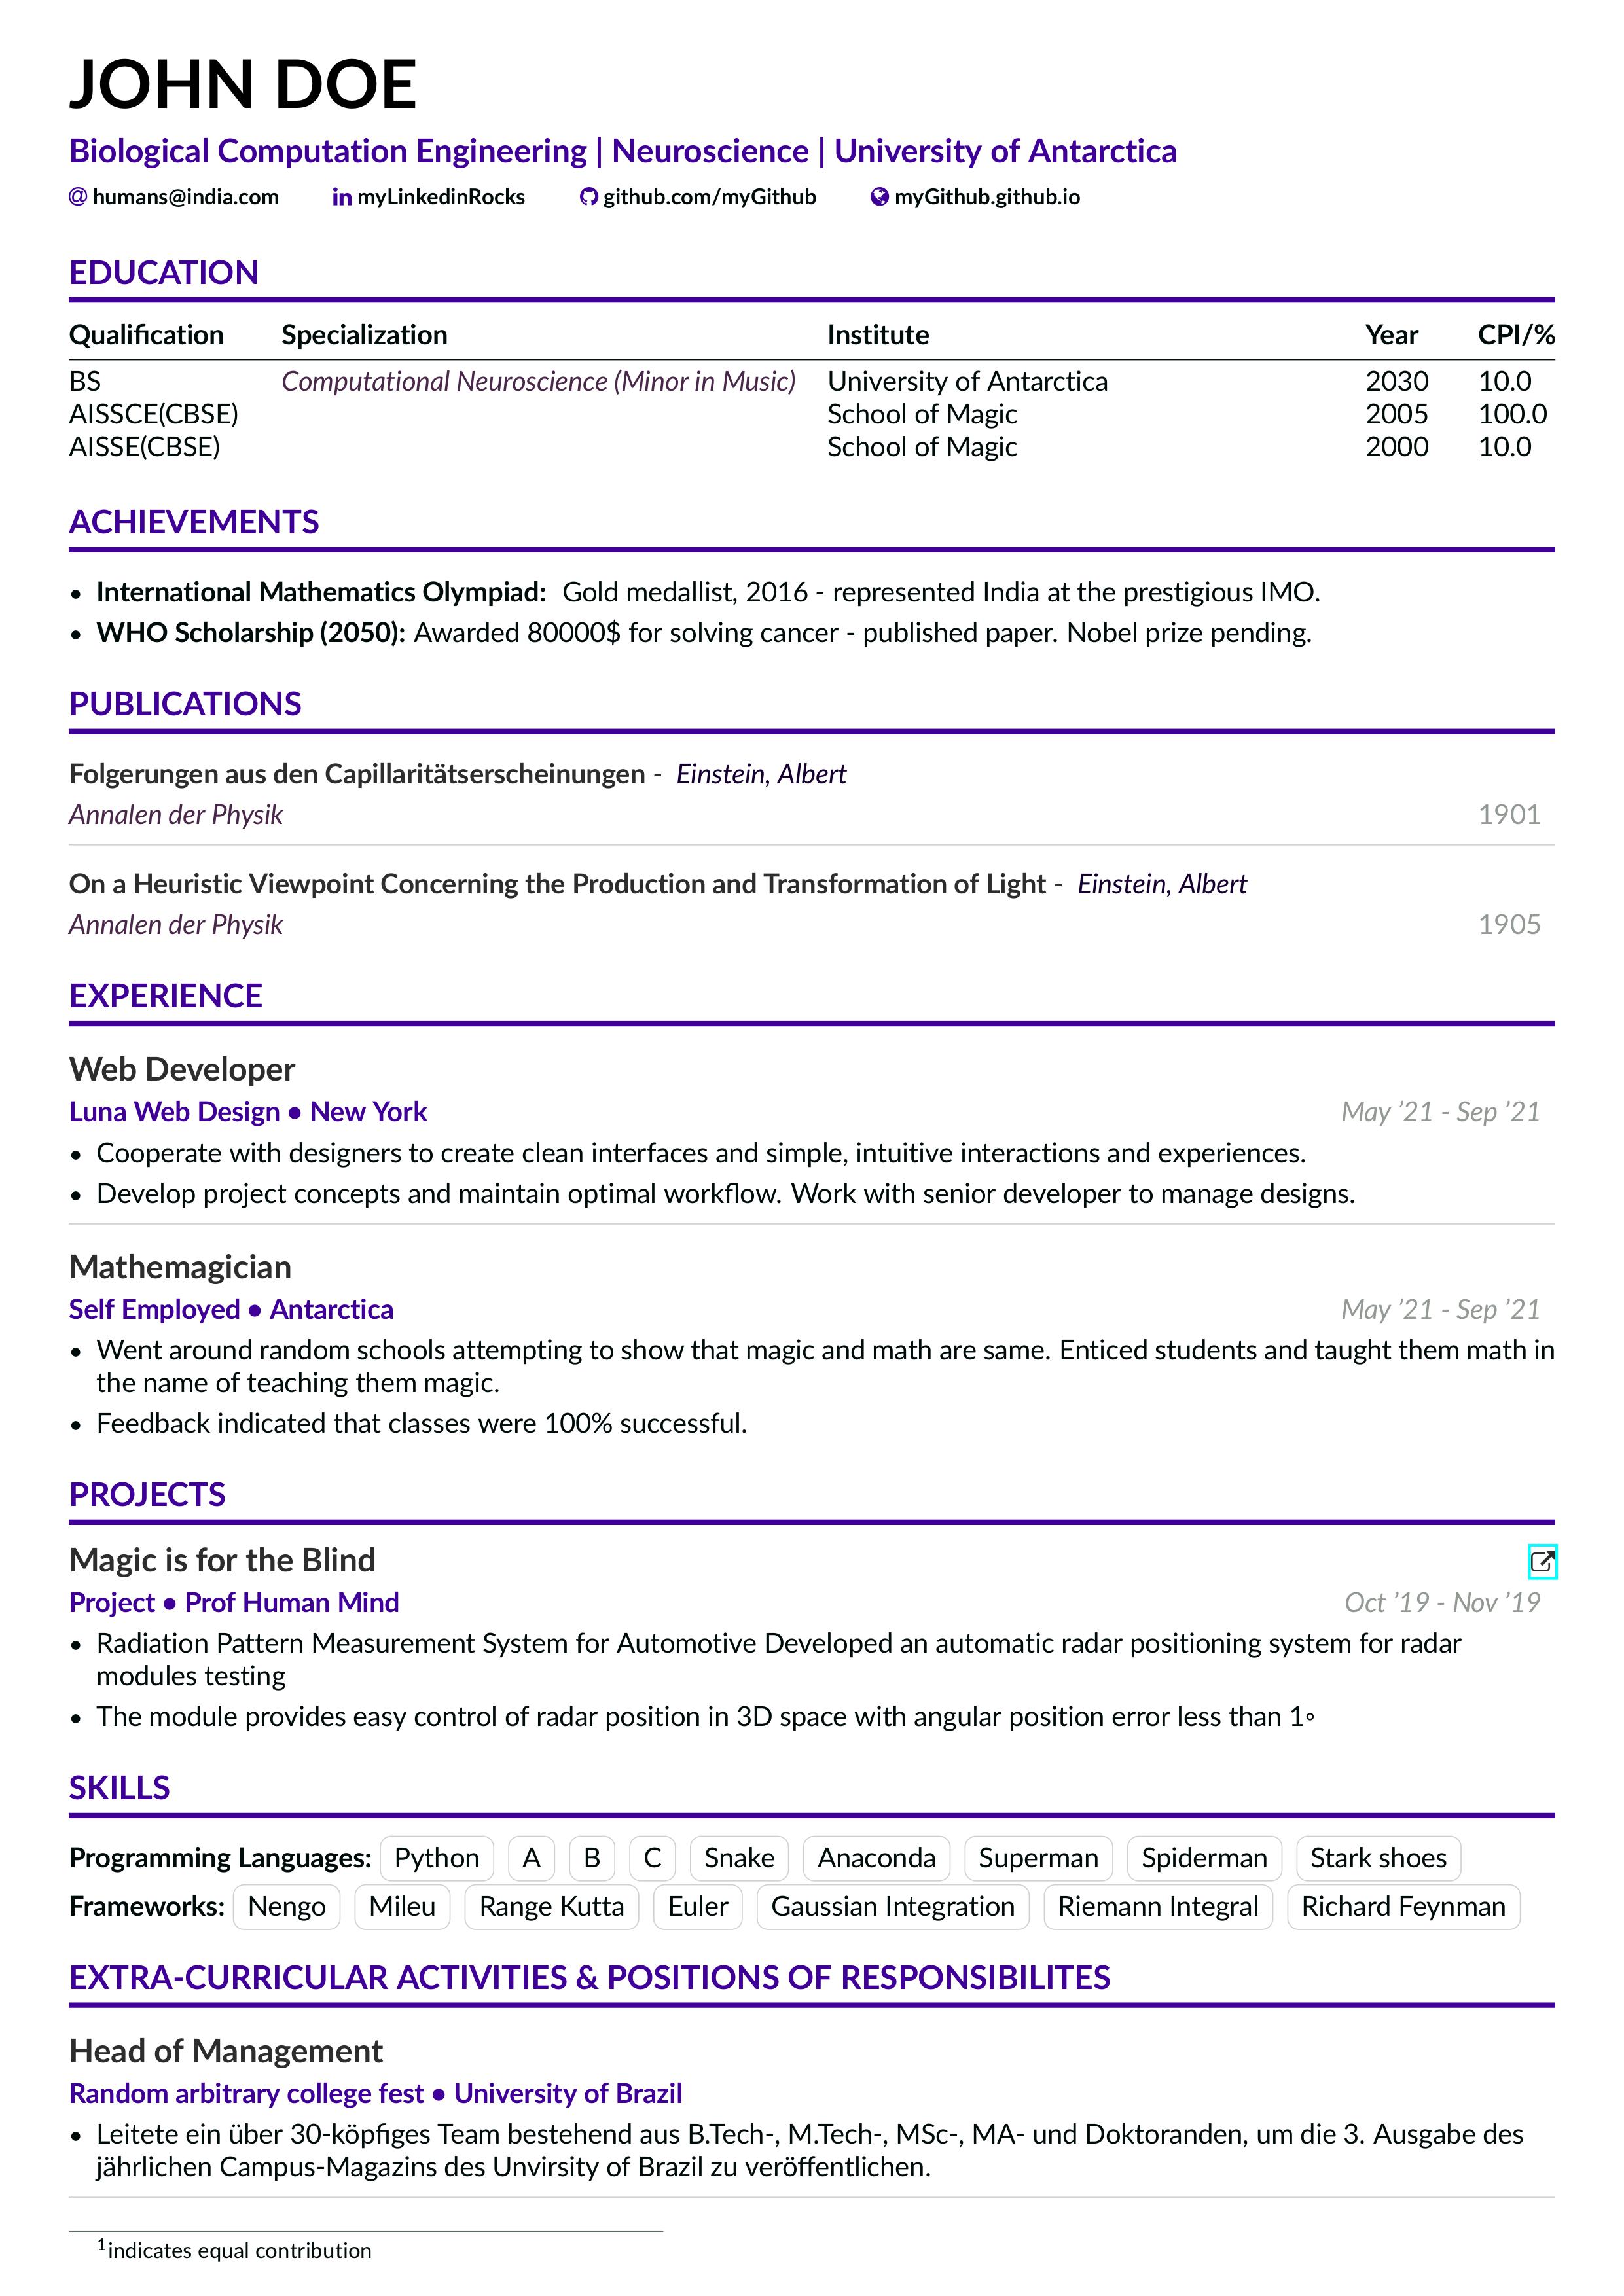 JOHN DOE
Biological Computation Engineering | Neuroscience | University of Antarctica
humans@india.com myLinkedinRocks github.com/myGithub myGithub.github.io
EDUCATION
Qualification Specialization Institute Year CPI/%
BS Computational Neuroscience (Minor in Music) University of Antarctica 2030 10.0
AISSCE(CBSE) School of Magic 2005 100.0
AISSE(CBSE) School of Magic 2000 10.0
ACHIEVEMENTS
• International Mathematics Olympiad: Gold medallist, 2016 - represented India at the prestigious IMO.
• WHO Scholarship (2050): Awarded 80000$ for solving cancer - published paper. Nobel prize pending.
PUBLICATIONS
Folgerungen aus den Capillaritätserscheinungen - Einstein, Albert
Annalen der Physik 1901
On a Heuristic Viewpoint Concerning the Production and Transformation of Light - Einstein, Albert
Annalen der Physik 1905
EXPERIENCE
Web Developer
Luna Web Design • New York May ’21 - Sep ’21
• Cooperate with designers to create clean interfaces and simple, intuitive interactions and experiences.
• Develop project concepts and maintain optimal workflow. Work with senior developer to manage designs.
Mathemagician
Self Employed • Antarctica May ’21 - Sep ’21
• Went around random schools attempting to show that magic and math are same. Enticed students and taught them math in
the name of teaching them magic.
• Feedback indicated that classes were 100% successful.
PROJECTS
Magic is for the Blind
Project • Prof Human Mind Oct ’19 - Nov ’19
• Radiation Pattern Measurement System for Automotive Developed an automatic radar positioning system for radar
modules testing
• The module provides easy control of radar position in 3D space with angular position error less than 1∘
SKILLS
Programming Languages: Python A B C Snake Anaconda Superman Spiderman Stark shoes
Frameworks: Nengo Mileu Range Kutta Euler Gaussian Integration Riemann Integral Richard Feynman
EXTRA-CURRICULAR ACTIVITIES & POSITIONS OF RESPONSIBILITES
Head of Management
Random arbitrary college fest • University of Brazil
• Leitete ein über 30-köpfiges Team bestehend aus B.Tech-, M.Tech-, MSc-, MA- und Doktoranden, um die 3. Ausgabe des
jährlichen Campus-Magazins des Unvirsity of Brazil zu veröffentlichen.
1 indicates equal contribution